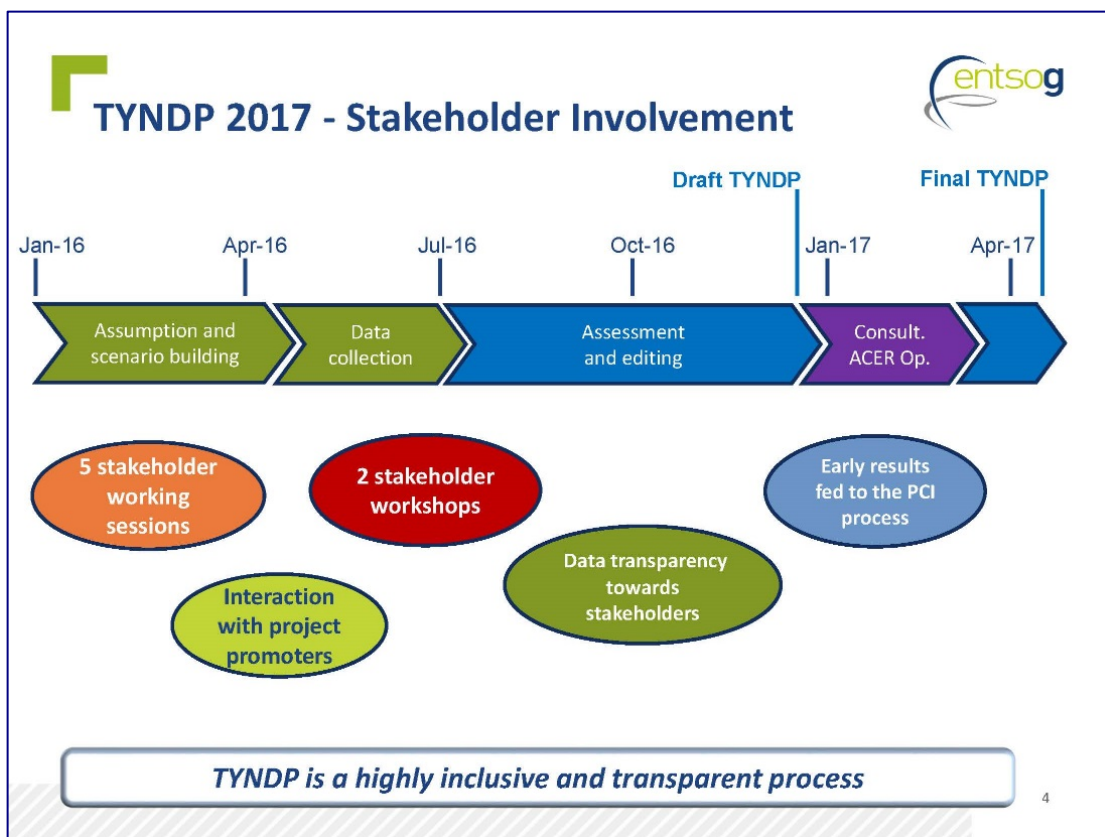 entsog
TYNDP 2017 - Stakeholder Involvement
Draft TYNDP
Final TYNDP
Jan-16
Apr-16
Jul-16
Oct-16
Jan-17
Apr-17
Assumption and
scenario building
Data
collection
Assessment
and editing
Consult.
ACER Op.
5 stakeholder
working
sessions
2 stakeholder
workshops
Early results
fed to the PCI
process
Interaction
with project
promoters
Data transparency
towards
stakeholders
TYNDP is a highly inclusive and transparent process
4